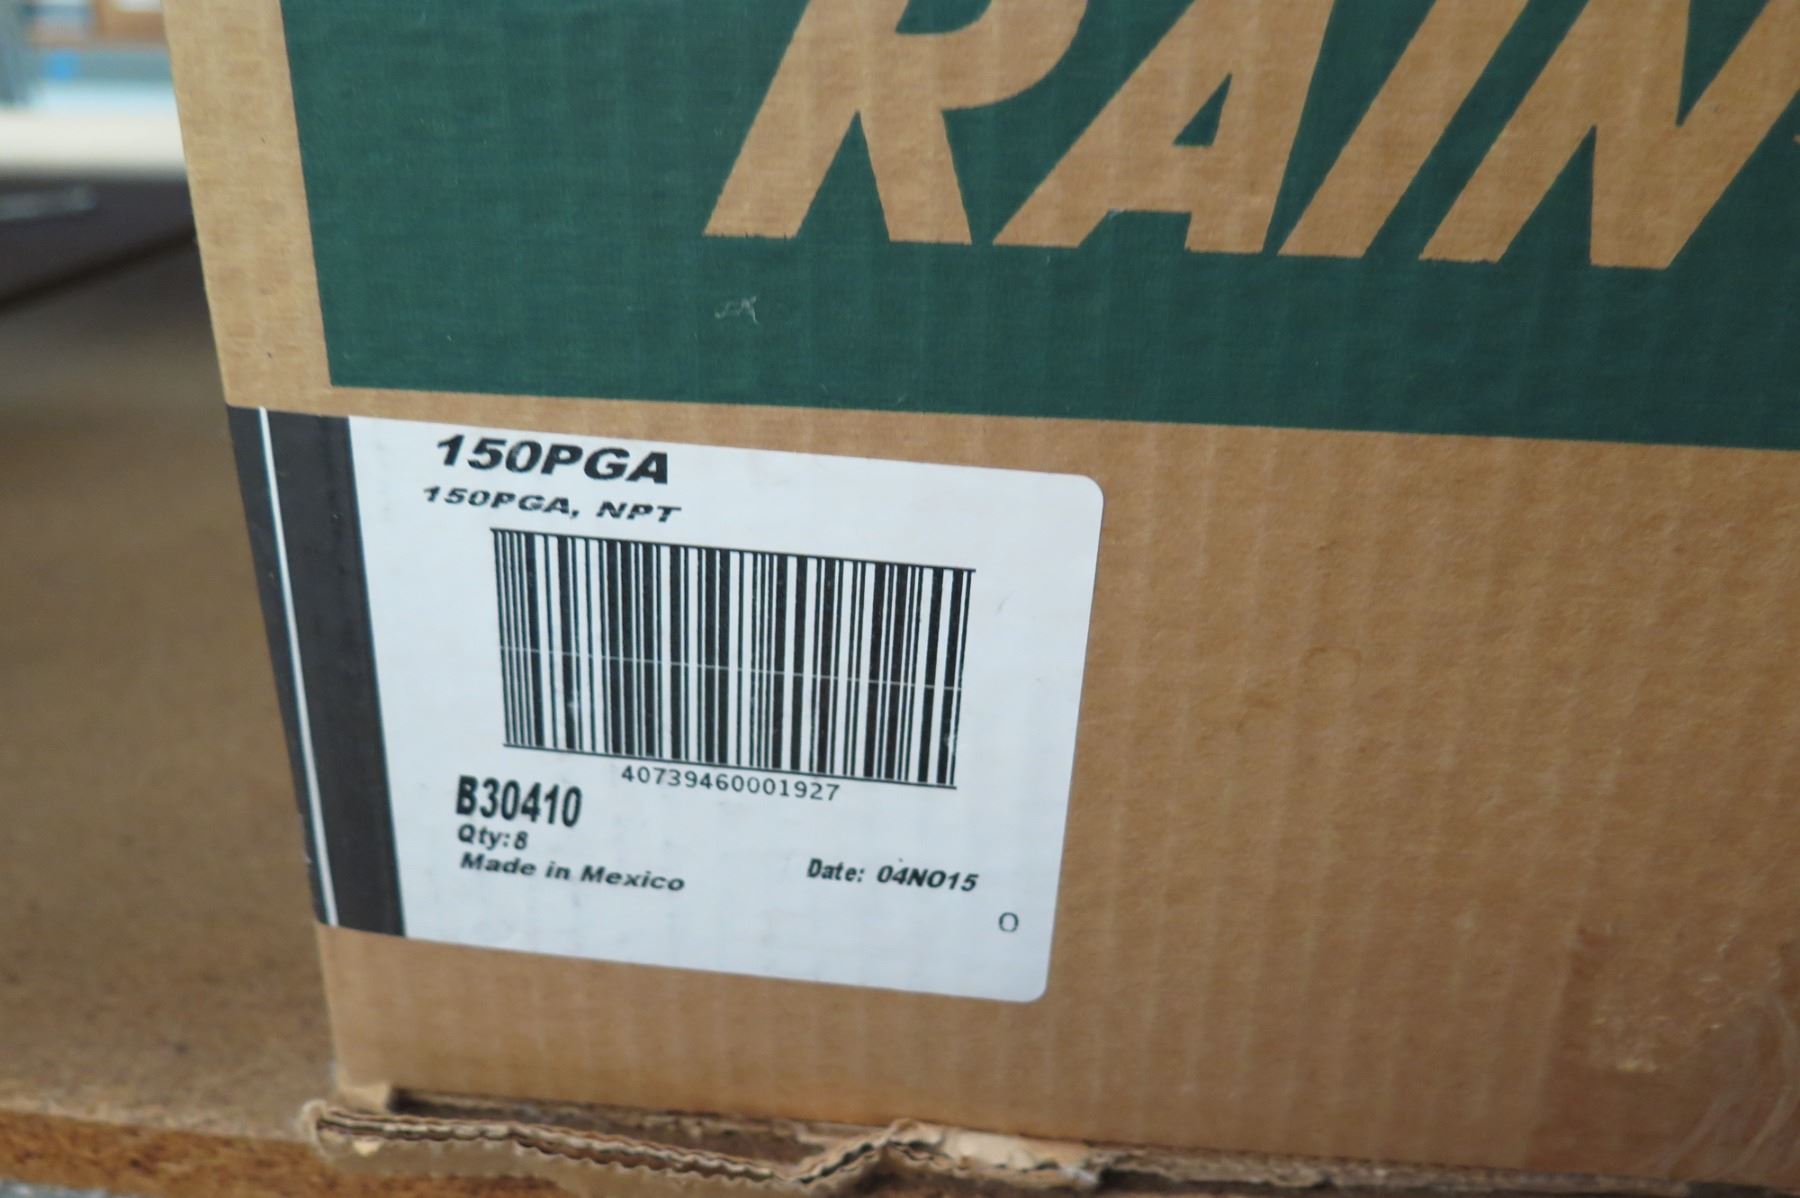 RAIN
150PGA
150PGA, NPT
40739460001927
B30410
Qty:8
Made in Mexico
Date: 04NO15
O